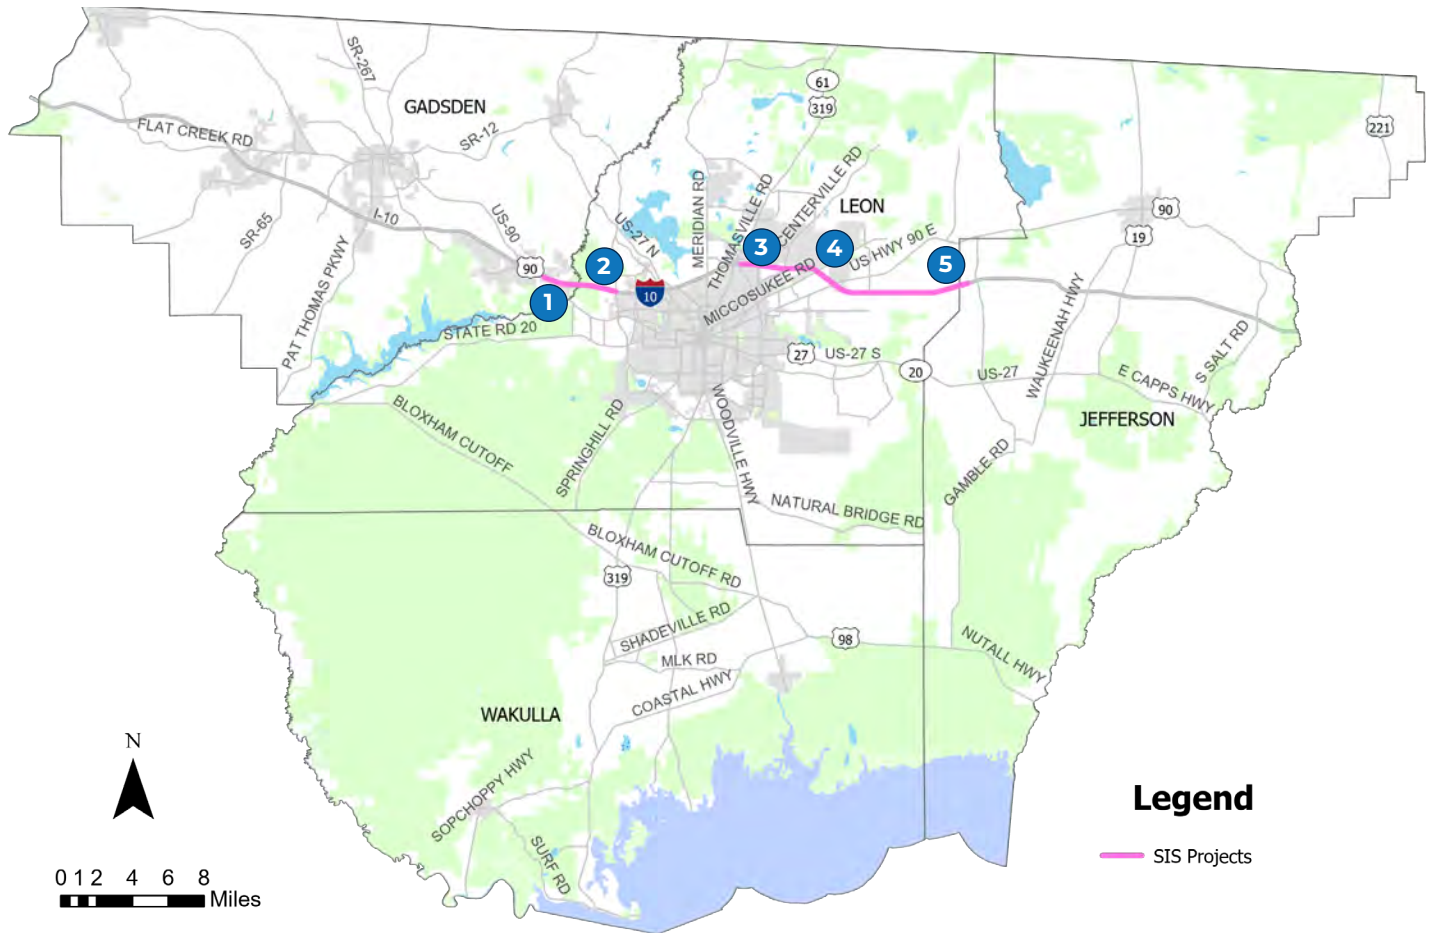 SR-267
GADSDEN
61
319
221
FLAT CREEK RD
SR-12
MERIDIAN RD
THOMASVILLE RD
CENTERVILLE RD
LEON
90
19
SR-65
I-10
US-90
US-27 N
US HWY 90 E
PAT THOMAS PKWY
90
1
2
3
4
5
10
MICCOSUKEE RD
STATE RD 20
27
US-27 S
20
US-27
WAUKEENAH HWY
S SALT RD
E CAPPS HWY
JEFFERSON
BLOXHAM CUTOFF
SPRINGHILL RD
WOODVILLE HWY
GAMBLE RD
NATURAL BRIDGE RD
BLOXHAM CUTOFF RD
319
SHADEVILLE RD
98
NUTALL HWY
MLK RD
COASTAL HWY
WAKULLA
SOPCHOPPY HWY
SURF RD
N
0 1 2 4 6 8
Miles
Legend
SIS Projects